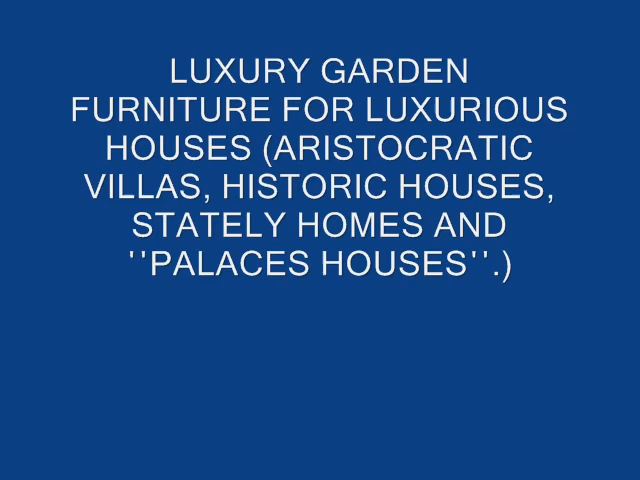 LUXURY GARDEN
FURNITURE FOR LUXURIOUS
HOUSES (ARISTOCRATIC
VILLAS, HISTORIC HOUSES,
STATELY HOMES AND
''PALACES HOUSES''.)